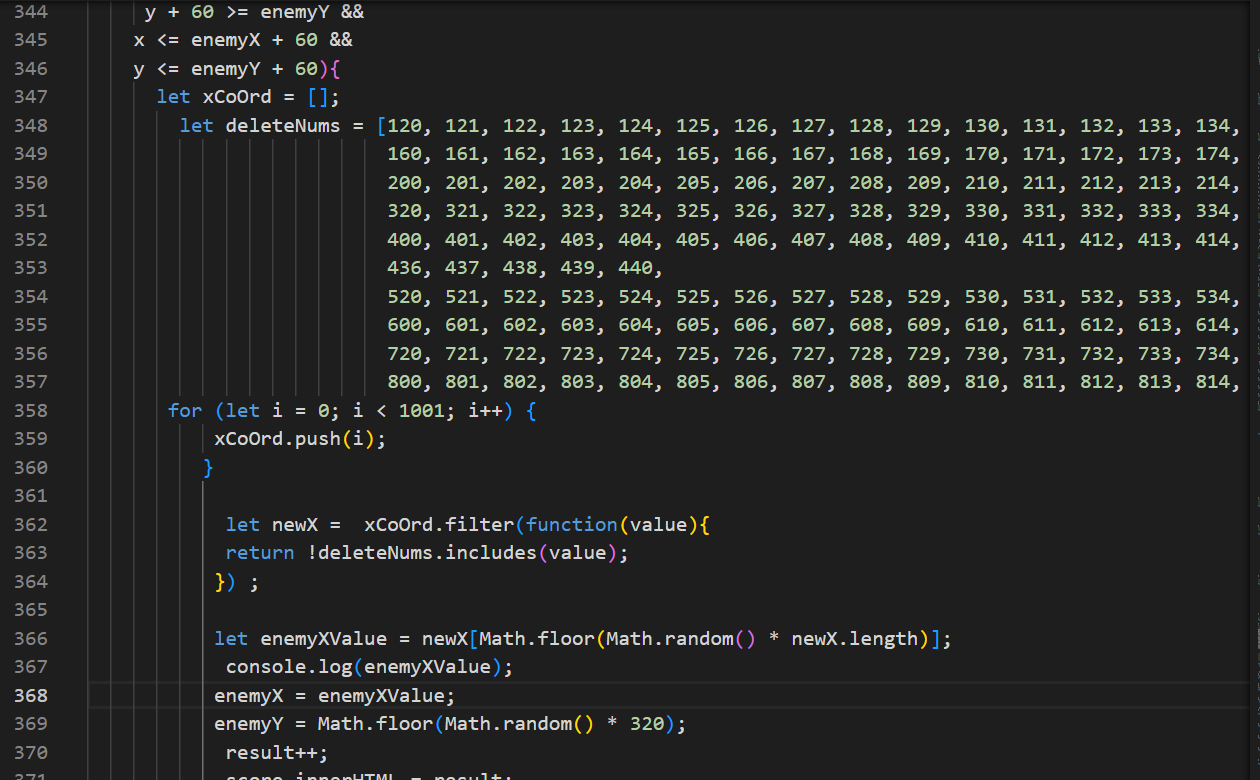 344 y + 60 >= enemyY &&
345 x <= enemyX + 60 &&
346 y <= enemyY + 60){
347 let xCoOrd = [];
348 let deleteNums = [120, 121, 122, 123, 124, 125, 126, 127, 128, 129, 130, 131, 132, 133, 134,
349 160, 161, 162, 163, 164, 165, 166, 167, 168, 169, 170, 171, 172, 173, 174,
350 200, 201, 202, 203, 204, 205, 206, 207, 208, 209, 210, 211, 212, 213, 214,
351 320, 321, 322, 323, 324, 325, 326, 327, 328, 329, 330, 331, 332, 333, 334,
352 400, 401, 402, 403, 404, 405, 406, 407, 408, 409, 410, 411, 412, 413, 414,
353 436, 437, 438, 439, 440,
354 520, 521, 522, 523, 524, 525, 526, 527, 528, 529, 530, 531, 532, 533, 534,
355 600, 601, 602, 603, 604, 605, 606, 607, 608, 609, 610, 611, 612, 613, 614,
356 720, 721, 722, 723, 724, 725, 726, 727, 728, 729, 730, 731, 732, 733, 734,
357 800, 801, 802, 803, 804, 805, 806, 807, 808, 809, 810, 811, 812, 813, 814,
358 for (let i = 0; i < 1001; i++) {
359 xCoOrd.push(i);
360 }
361
362 let newX =  xCoOrd.filter(function(value){
363 return !deleteNums.includes(value);
364 }) ;
365
366 let enemyXValue = newX[Math.floor(Math.random() * newX.length)];
367 console.log(enemyXValue);
368 enemyX = enemyXValue;
369 enemyY = Math.floor(Math.random() * 320);
370 result++;
371 score.innerHTML = result;